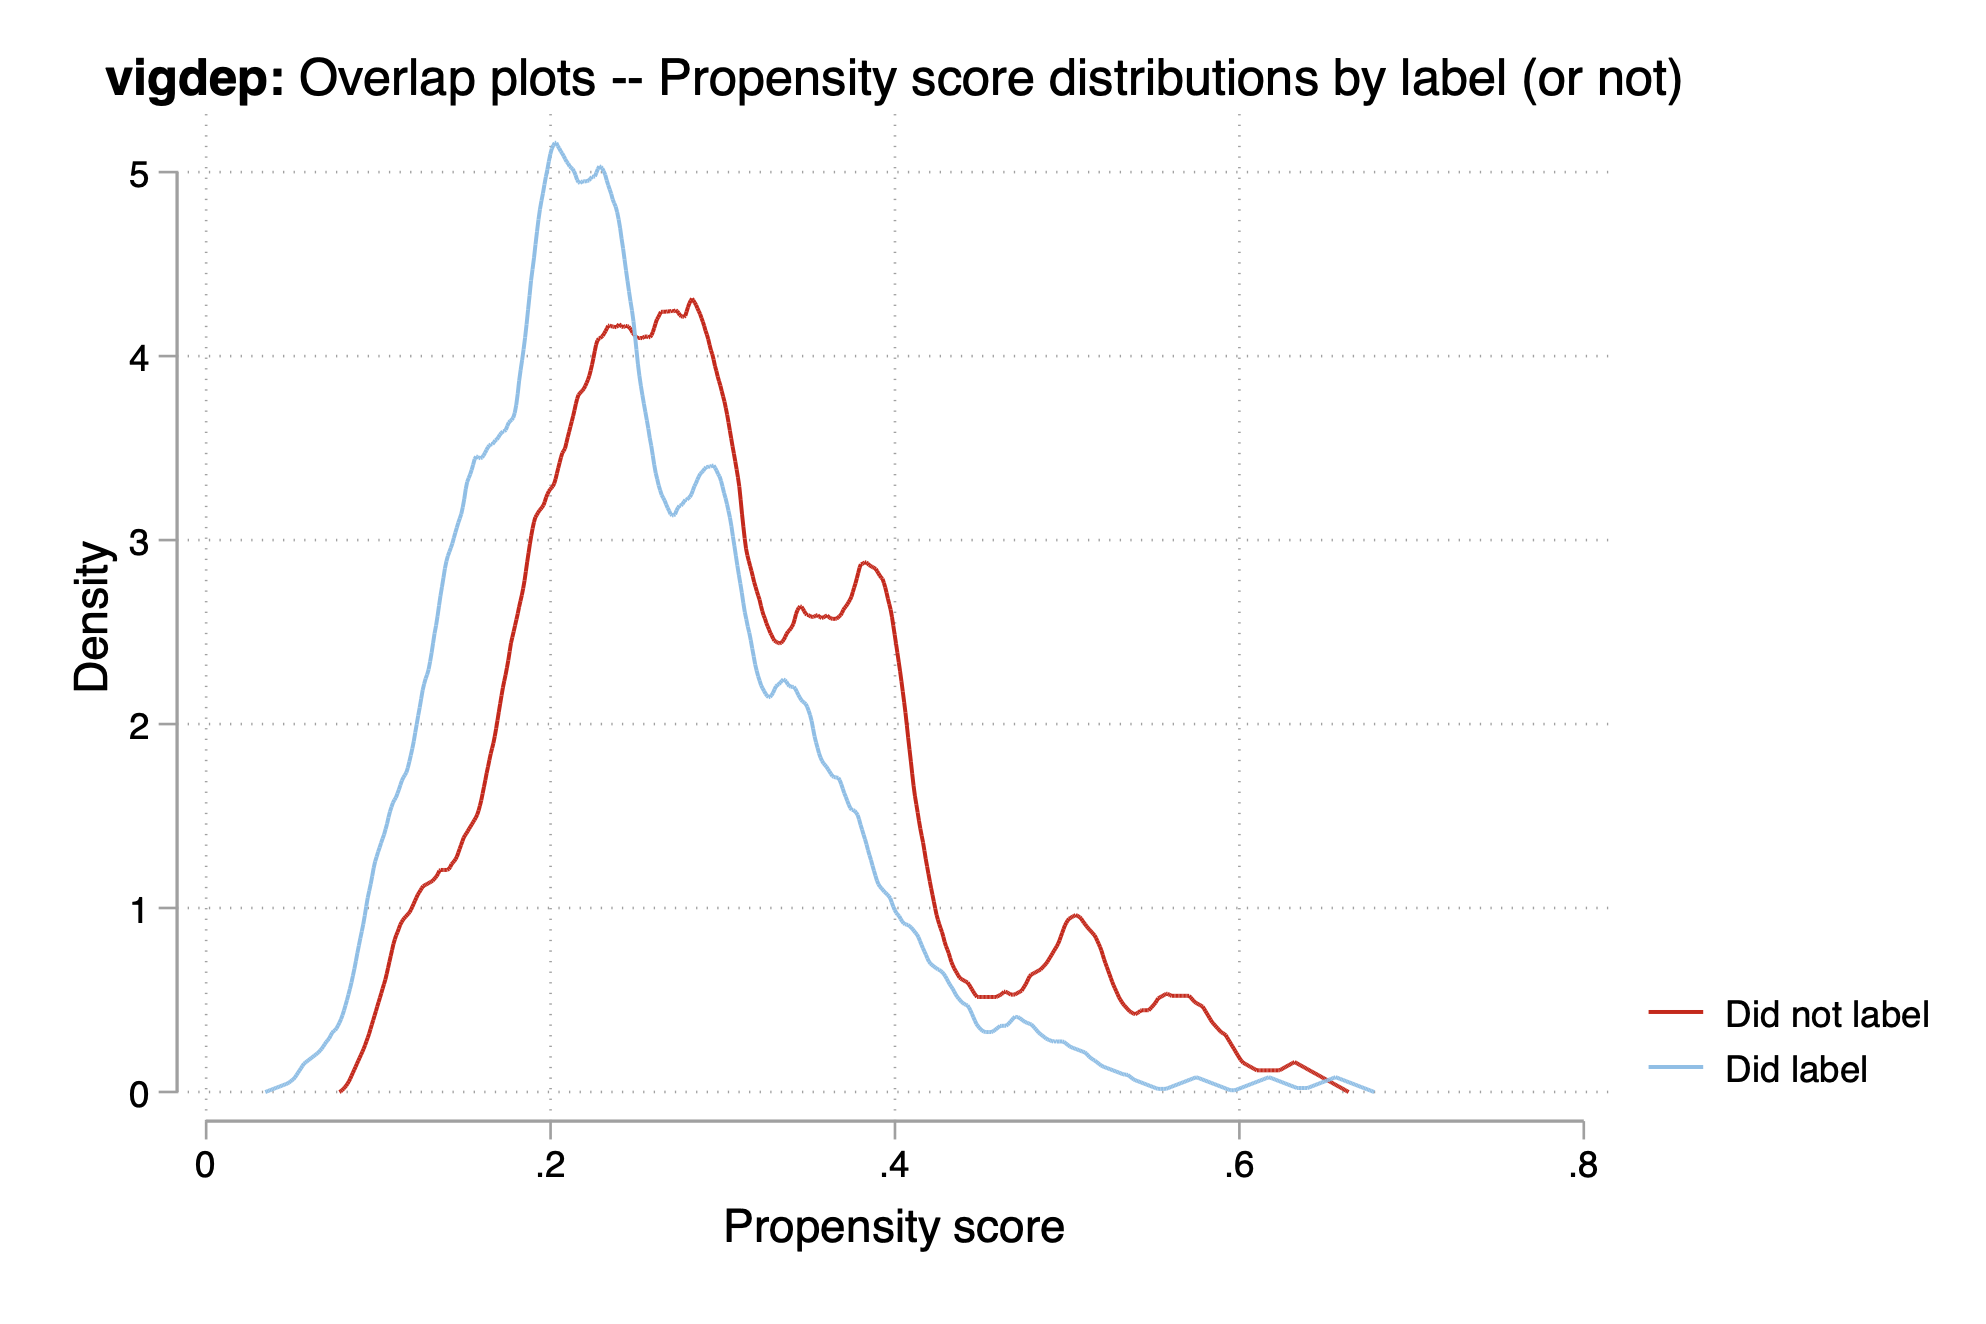 vigdep: Overlap plots -- Propensity score distributions by label (or not)
Density
5
4
3
2
1
0
0 .2 .4 .6 .8
Propensity score
Did not label
Did label